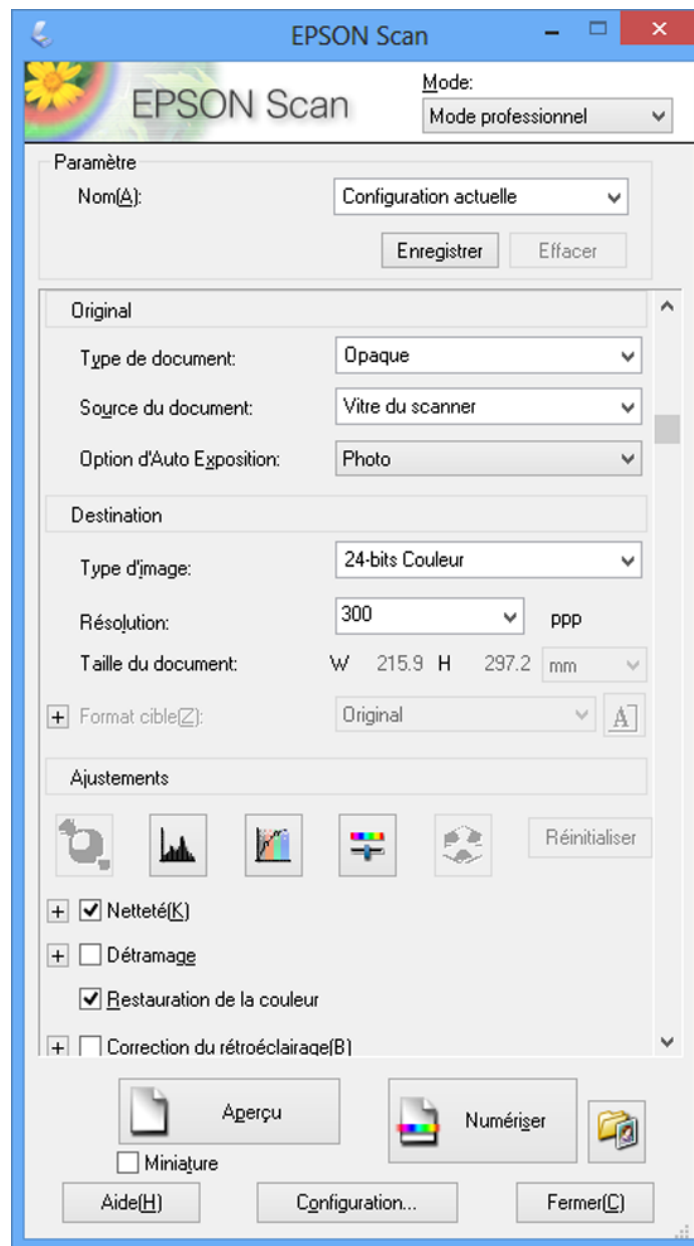 EPSON Scan
EPSON Scan
Mode:
Mode professionnel
Paramètre
Nom(A): Configuration actuelle
Enregistrer Effacer
Original
Type de document: Opaque
Source du document: Vitre du scanner
Option d'Auto Exposition: Photo
Destination
Type d'image: 24-bits Couleur
Résolution: 300 ppp
Taille du document: W 215.9 H 297.2 mm
Format cible(Z): Original A
Ajustements
Réinitialiser
Netteté(K)
Détramage
Restauration de la couleur
Correction du rétroéclairage(B)
Aperçu Numériser
Miniature
Aide(H) Configuration... Fermer(C)